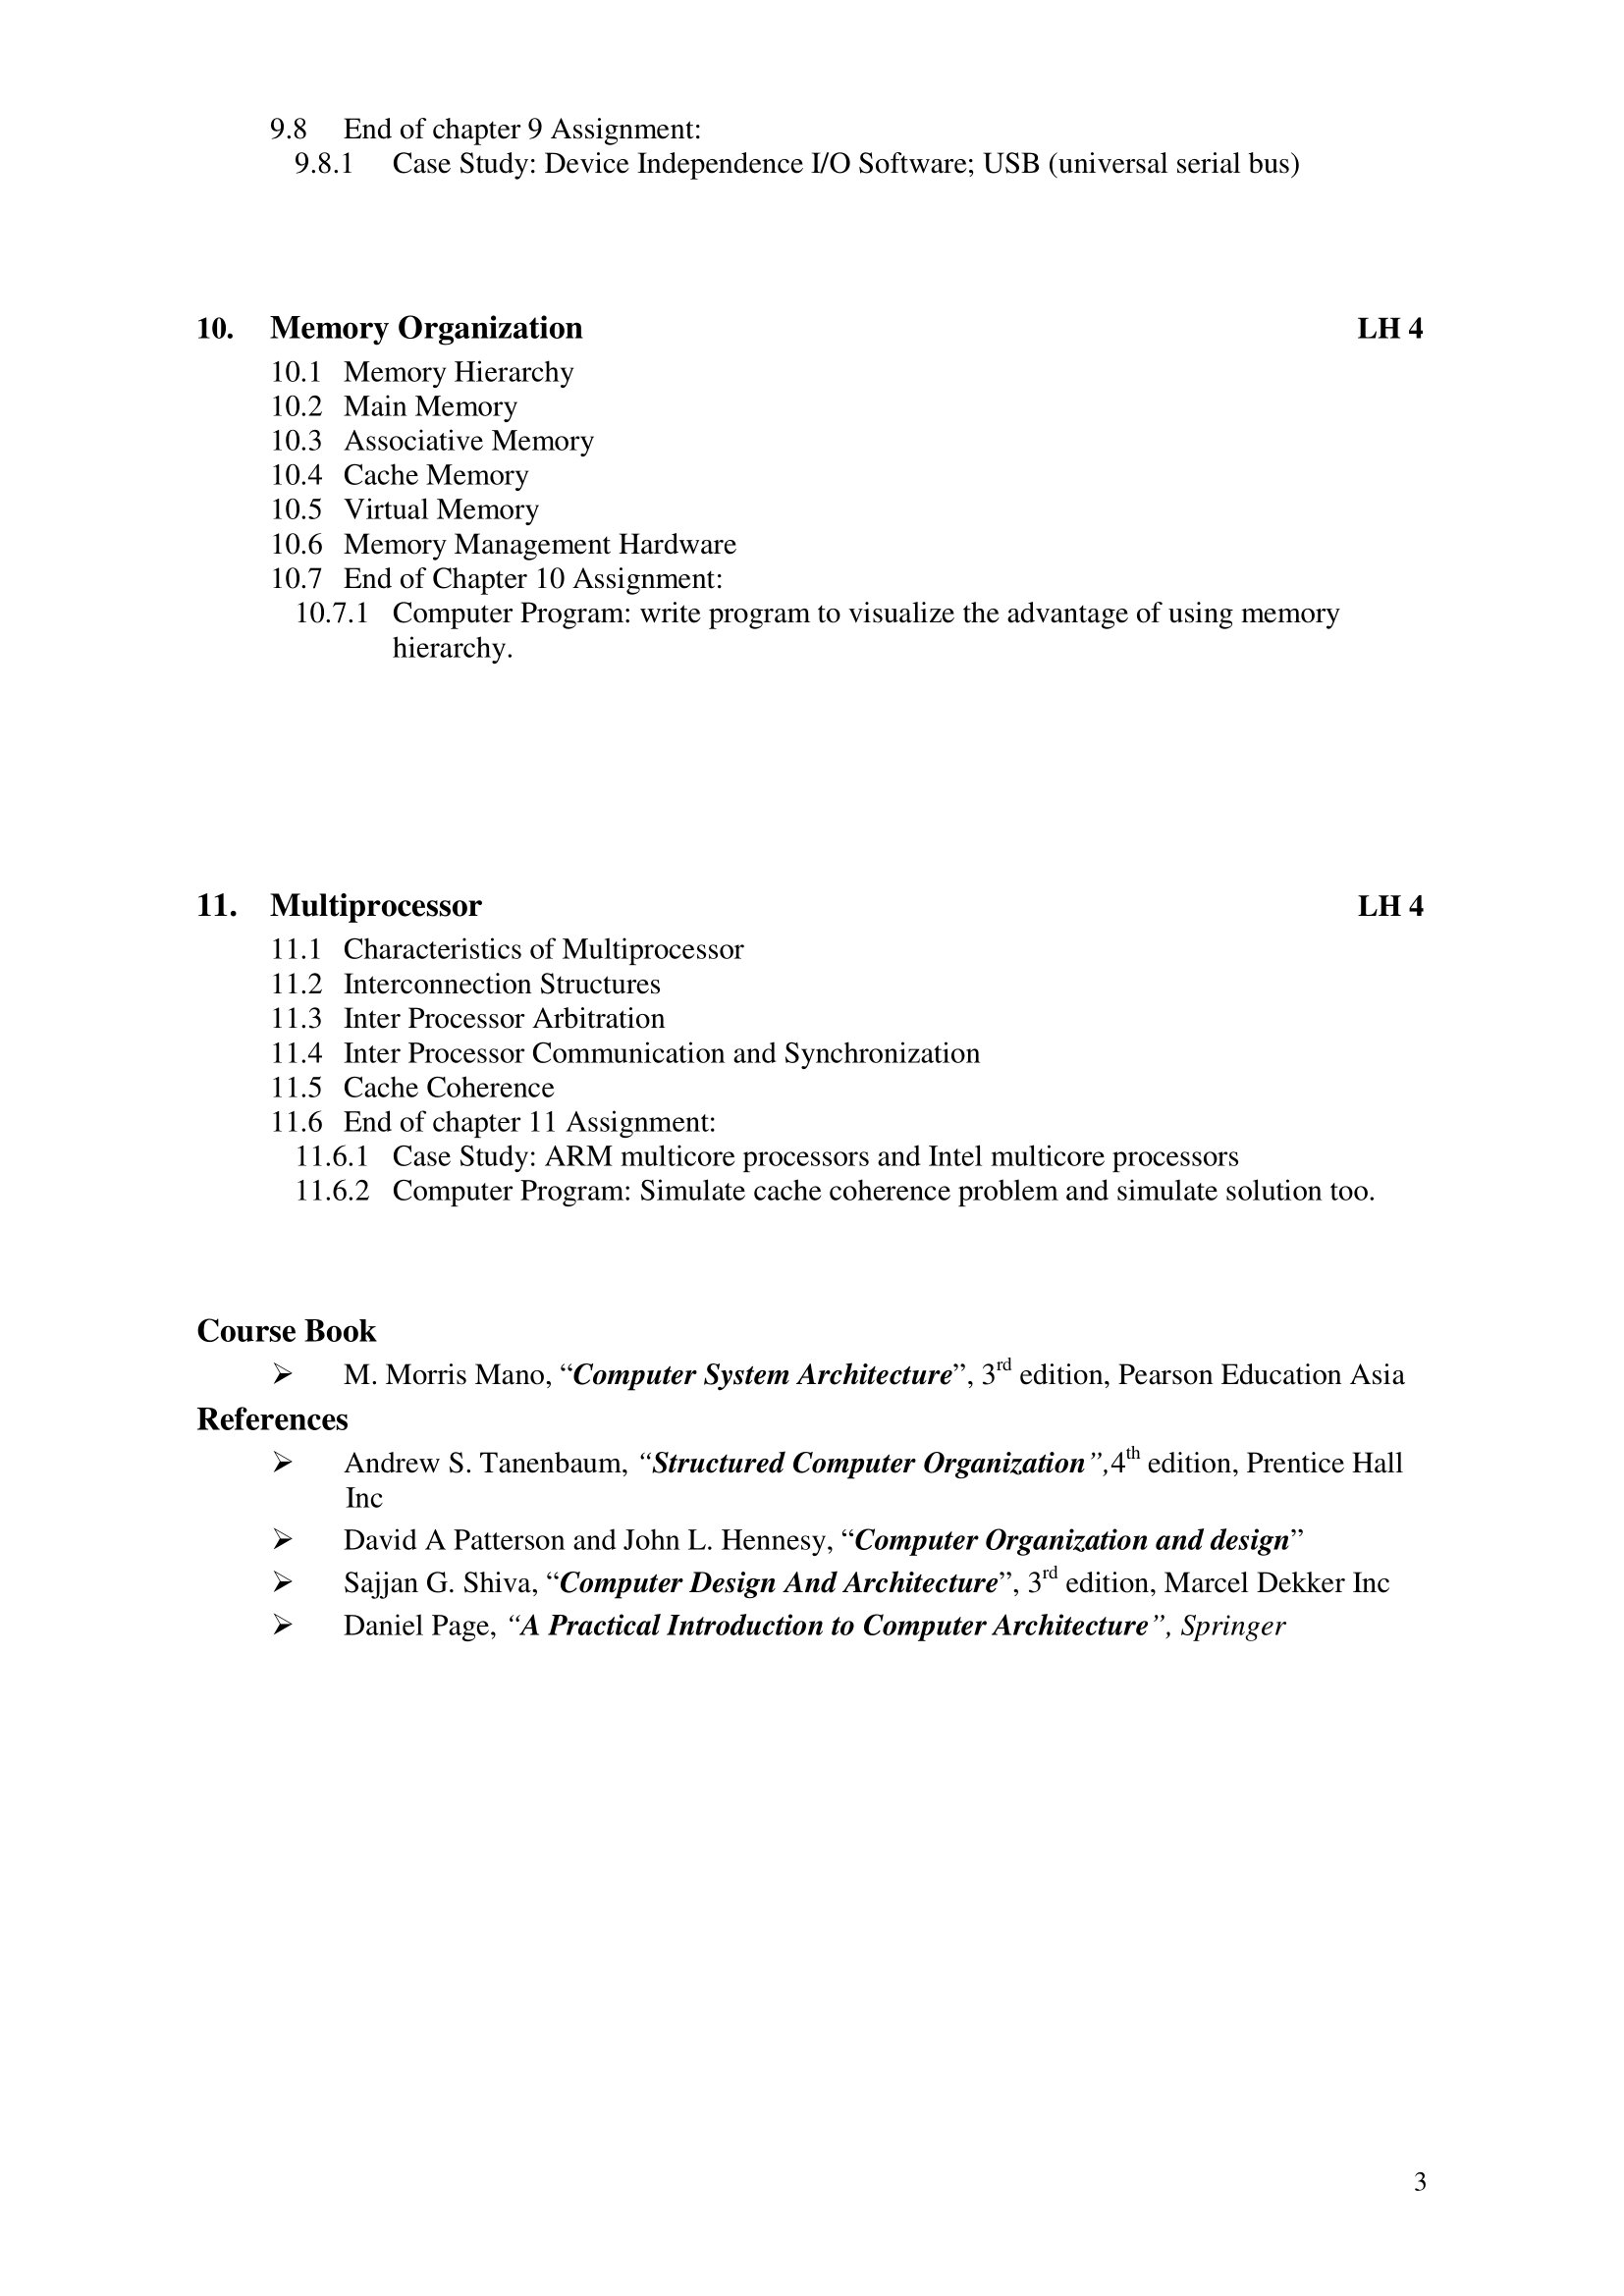 9.8 End of chapter 9 Assignment:
9.8.1 Case Study: Device Independence I/O Software; USB (universal serial bus)
10. Memory Organization LH 4
10.1 Memory Hierarchy
10.2 Main Memory
10.3 Associative Memory
10.4 Cache Memory
10.5 Virtual Memory
10.6 Memory Management Hardware
10.7 End of Chapter 10 Assignment:
10.7.1 Computer Program: write program to visualize the advantage of using memory
hierarchy.
11. Multiprocessor LH 4
11.1 Characteristics of Multiprocessor
11.2 Interconnection Structures
11.3 Inter Processor Arbitration
11.4 Inter Processor Communication and Synchronization
11.5 Cache Coherence
11.6 End of chapter 11 Assignment:
11.6.1 Case Study: ARM multicore processors and Intel multicore processors
11.6.2 Computer Program: Simulate cache coherence problem and simulate solution too.
Course Book
➢ M. Morris Mano, “Computer System Architecture”, 3rd edition, Pearson Education Asia
References
➢ Andrew S. Tanenbaum, “Structured Computer Organization”,4th edition, Prentice Hall
Inc
➢ David A Patterson and John L. Hennesy, “Computer Organization and design”
➢ Sajjan G. Shiva, “Computer Design And Architecture”, 3rd edition, Marcel Dekker Inc
➢ Daniel Page, “A Practical Introduction to Computer Architecture”, Springer
3